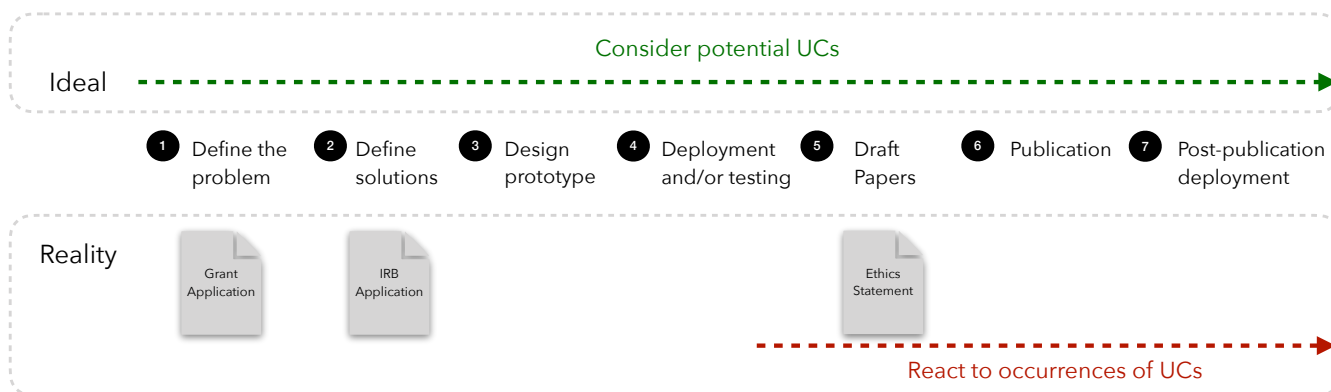 Consider potential UCs
Ideal
1 Define the
problem
2 Define
solutions
3 Design
prototype
4 Deployment
and/or testing
5 Draft
Papers
6 Publication
7 Post-publication
deployment
Reality
Grant
Application
IRB
Application
Ethics
Statement
React to occurrences of UCs